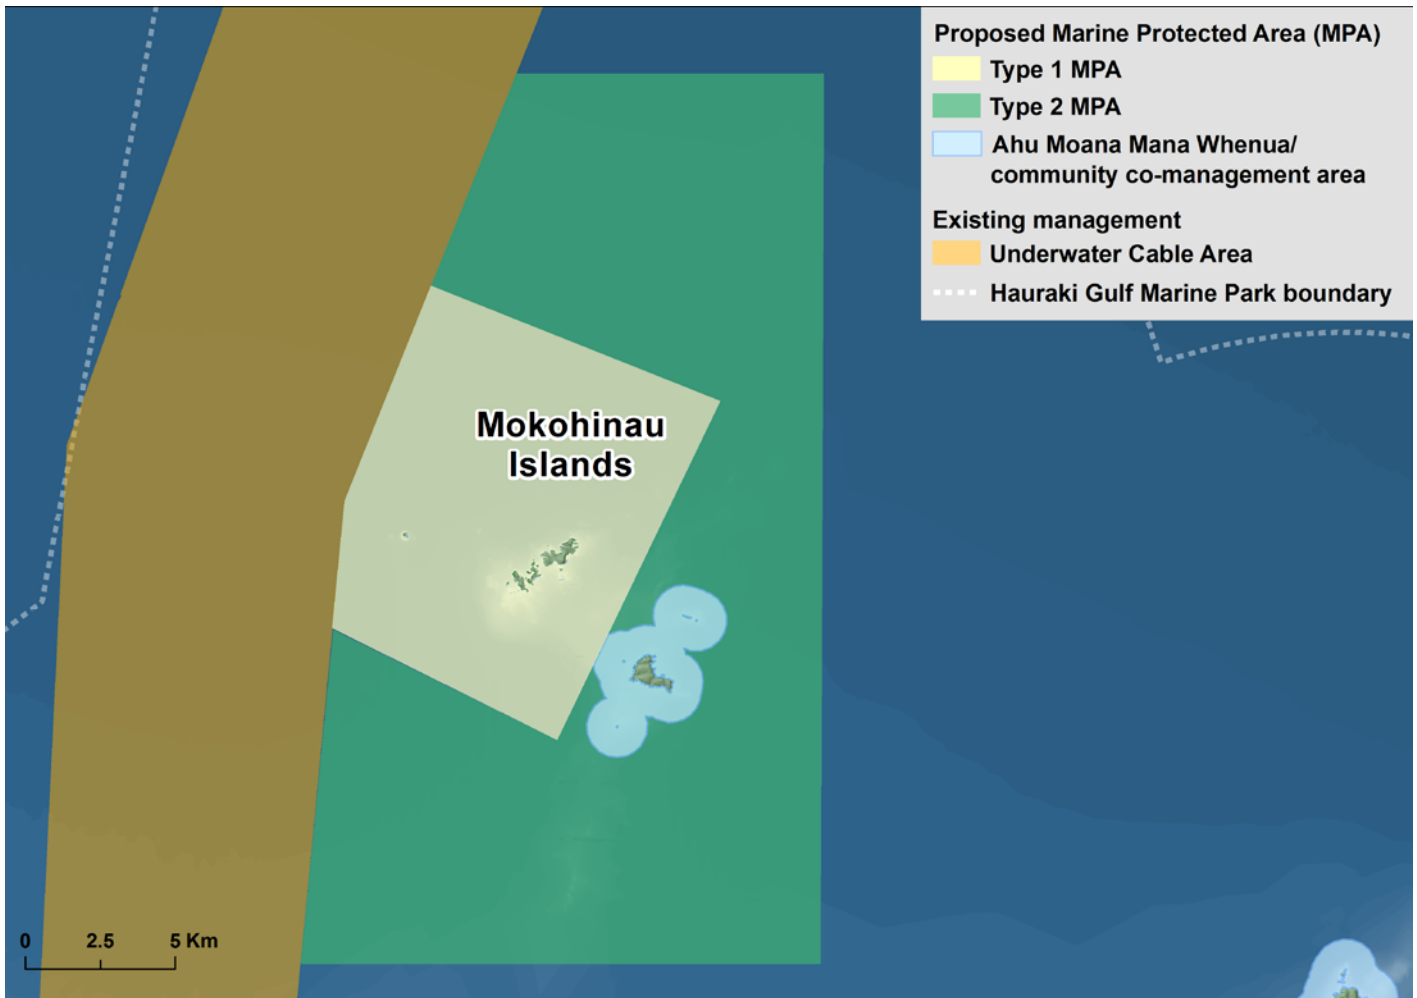 Proposed Marine Protected Area (MPA)
Type 1 MPA
Type 2 MPA
Ahu Moana Mana Whenua/
community co-management area
Existing management
Underwater Cable Area
Hauraki Gulf Marine Park boundary
Mokohinau
Islands
0 2.5 5 Km